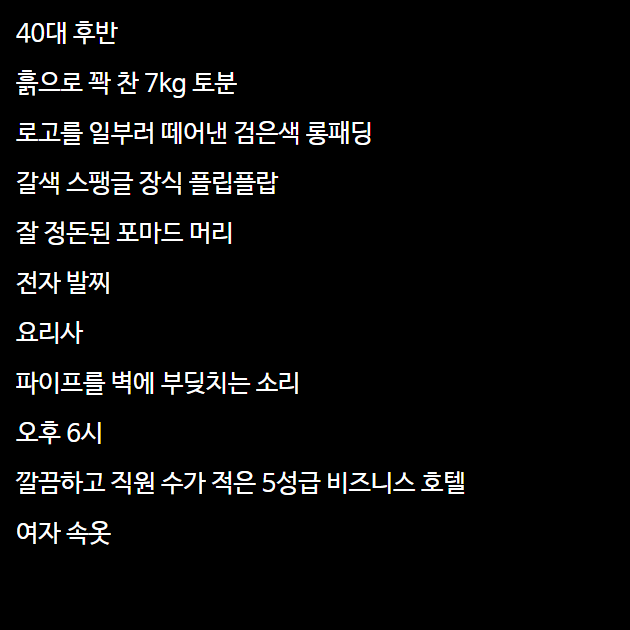 40대 후반
흙으로 꽉 찬 7kg 토분
로고를 일부러 떼어낸 검은색 롱패딩
갈색 스팽글 장식 플립플랍
잘 정돈된 포마드 머리
전자 발찌
요리사
파이프를 벽에 부딪치는 소리
오후 6시
깔끔하고 직원 수가 적은 5성급 비즈니스 호텔
여자 속옷